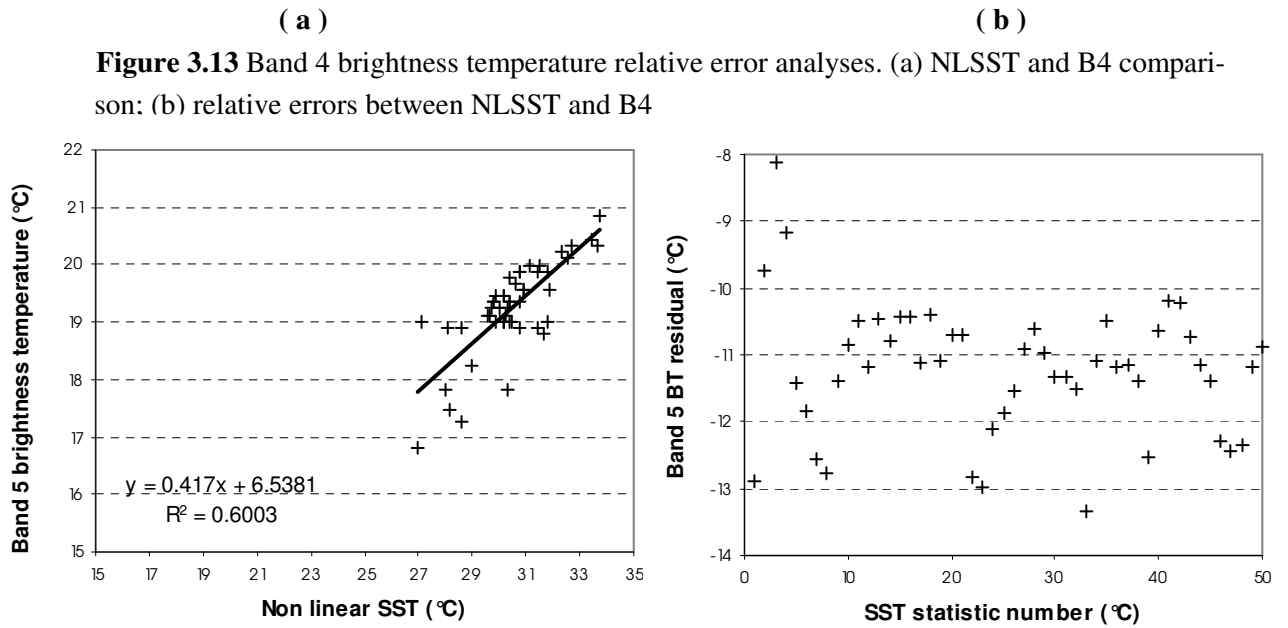 ( a ) ( b )
Figure 3.13 Band 4 brightness temperature relative error analyses. (a) NLSST and B4 compari-
son; (b) relative errors between NLSST and B4
22
21
20
19
18
17
16
15
Band 5 brightness temperature (°C)
y = 0.417x + 6.5381
R² = 0.6003
15 17 19 21 23 25 27 29 31 33 35
Non linear SST (°C)
-8
-9
-10
-11
-12
-13
-14
Band 5 BT residual (°C)
0 10 20 30 40 50
SST statistic number (°C)